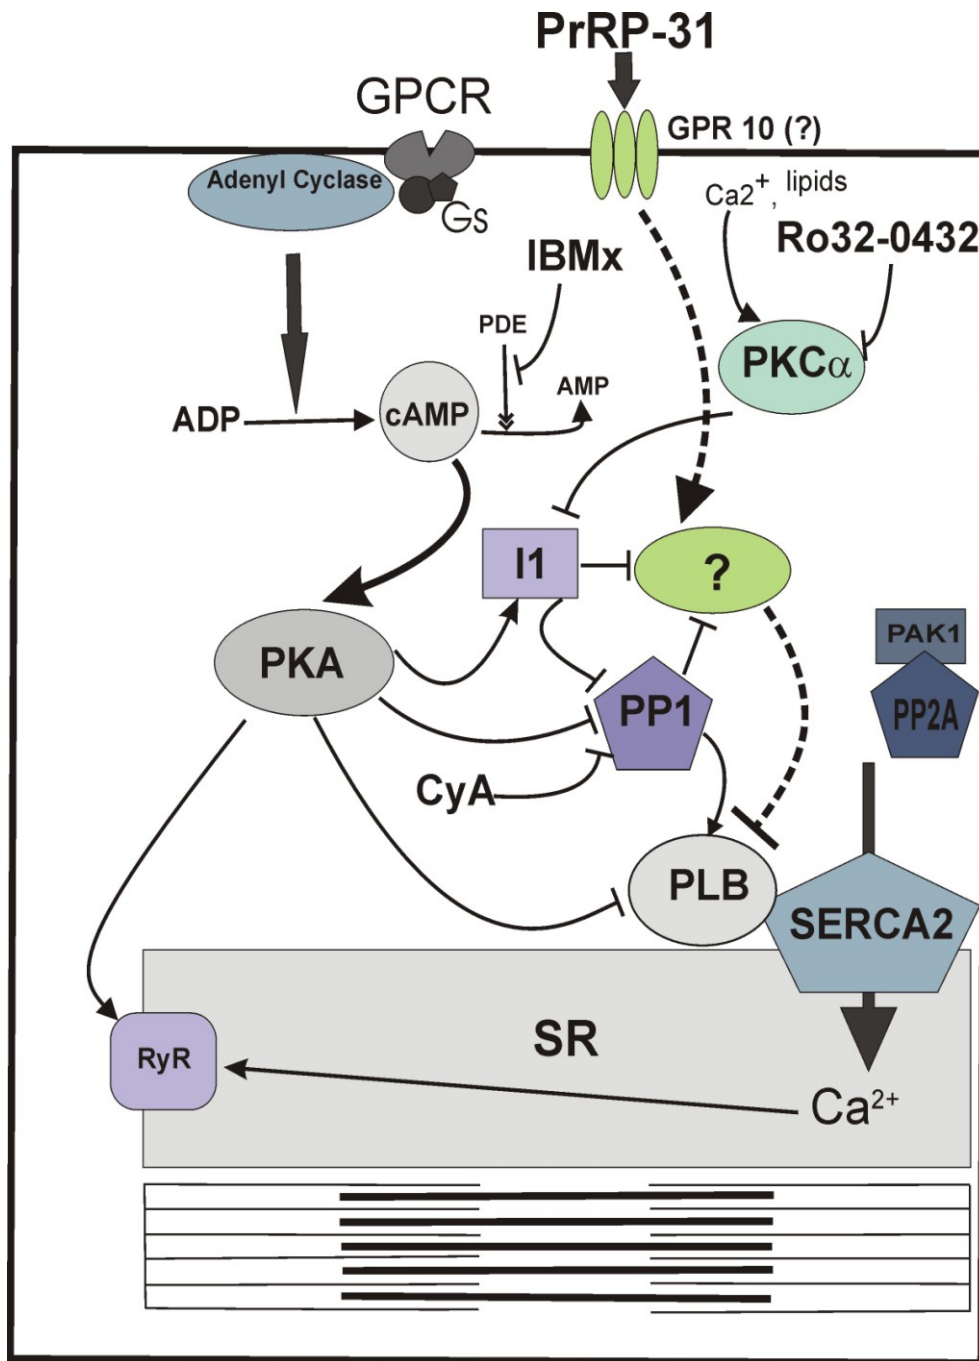 PrRP-31
GPCR
GPR 10 (?)
Adenyl Cyclase
Gs
Ca2+, lipids
Ro32-0432
IBMx
PDE
PKCα
AMP
ADP
cAMP
I1
?
PAK1
PKA
PP1
PP2A
CyA
PLB
SERCA2
SR
RyR
Ca²⁺